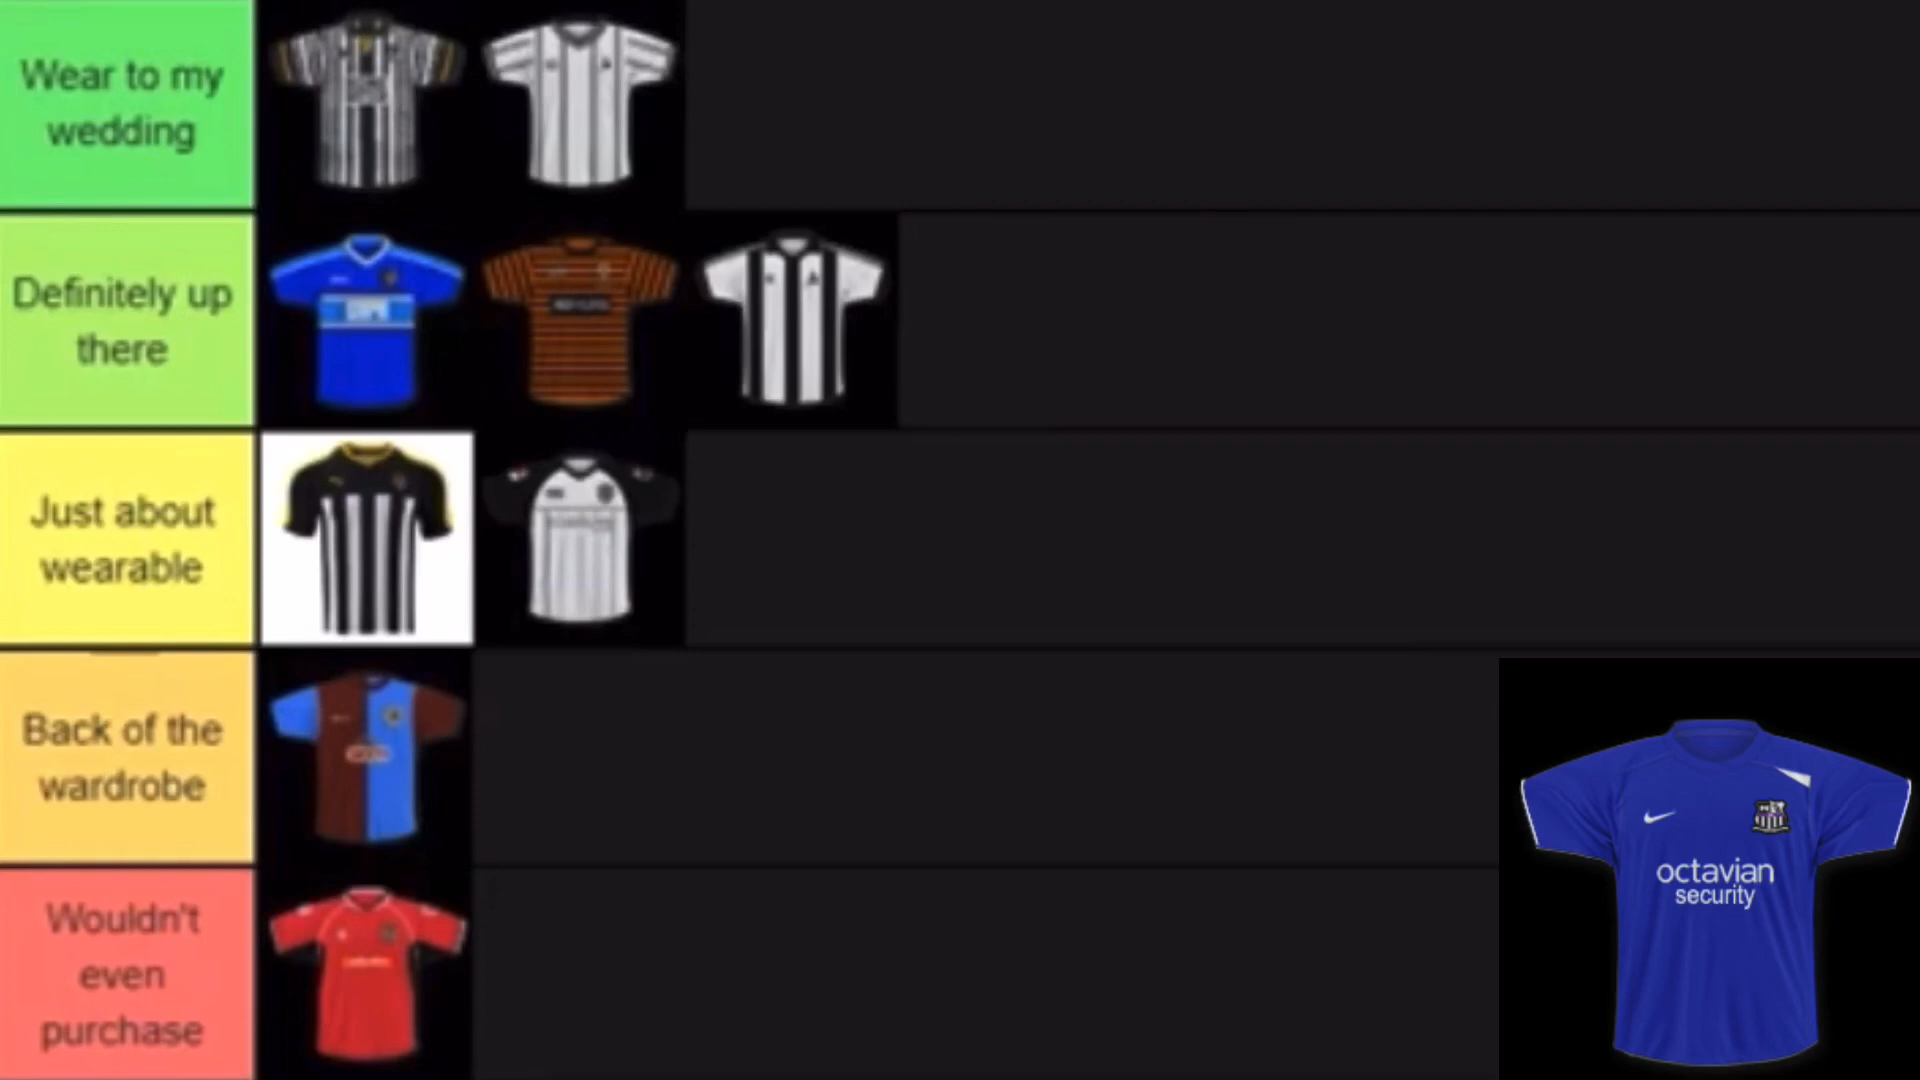 Wear to my
wedding
Definitely up
there
Just about
wearable
Back of the
wardrobe
Wouldn't
even
purchase
octavian
security